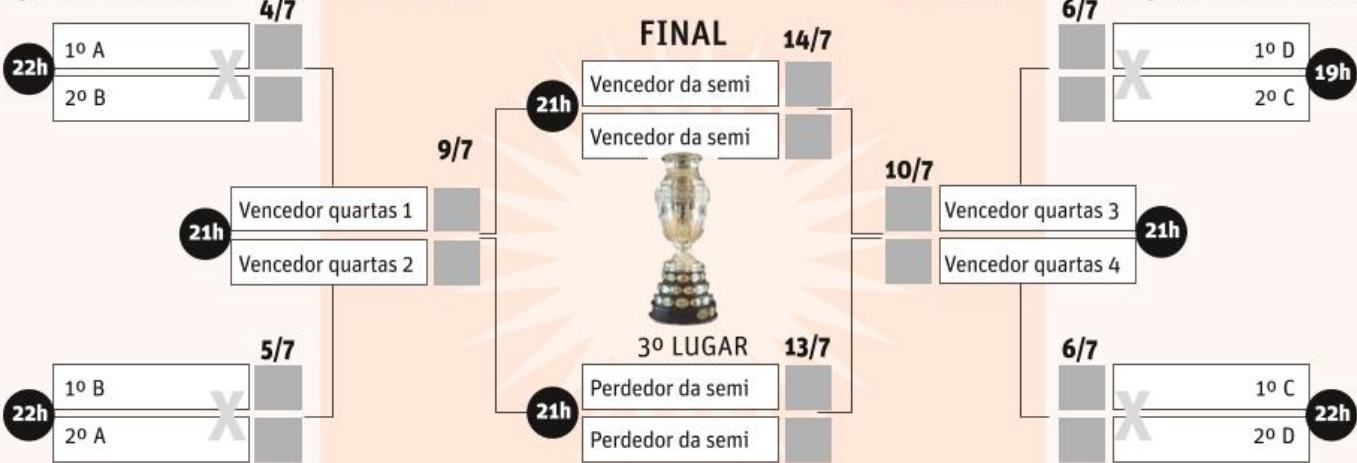 4/7
22h
1º A
X
2º B
9/7
21h
Vencedor quartas 1
Vencedor quartas 2
5/7
22h
1º B
X
2º A
FINAL
14/7
21h
Vencedor da semi
Vencedor da semi
3º LUGAR
13/7
21h
Perdedor da semi
Perdedor da semi
10/7
Vencedor quartas 3
21h
Vencedor quartas 4
6/7
1º D
19h
X
2º C
6/7
1º C
22h
X
2º D